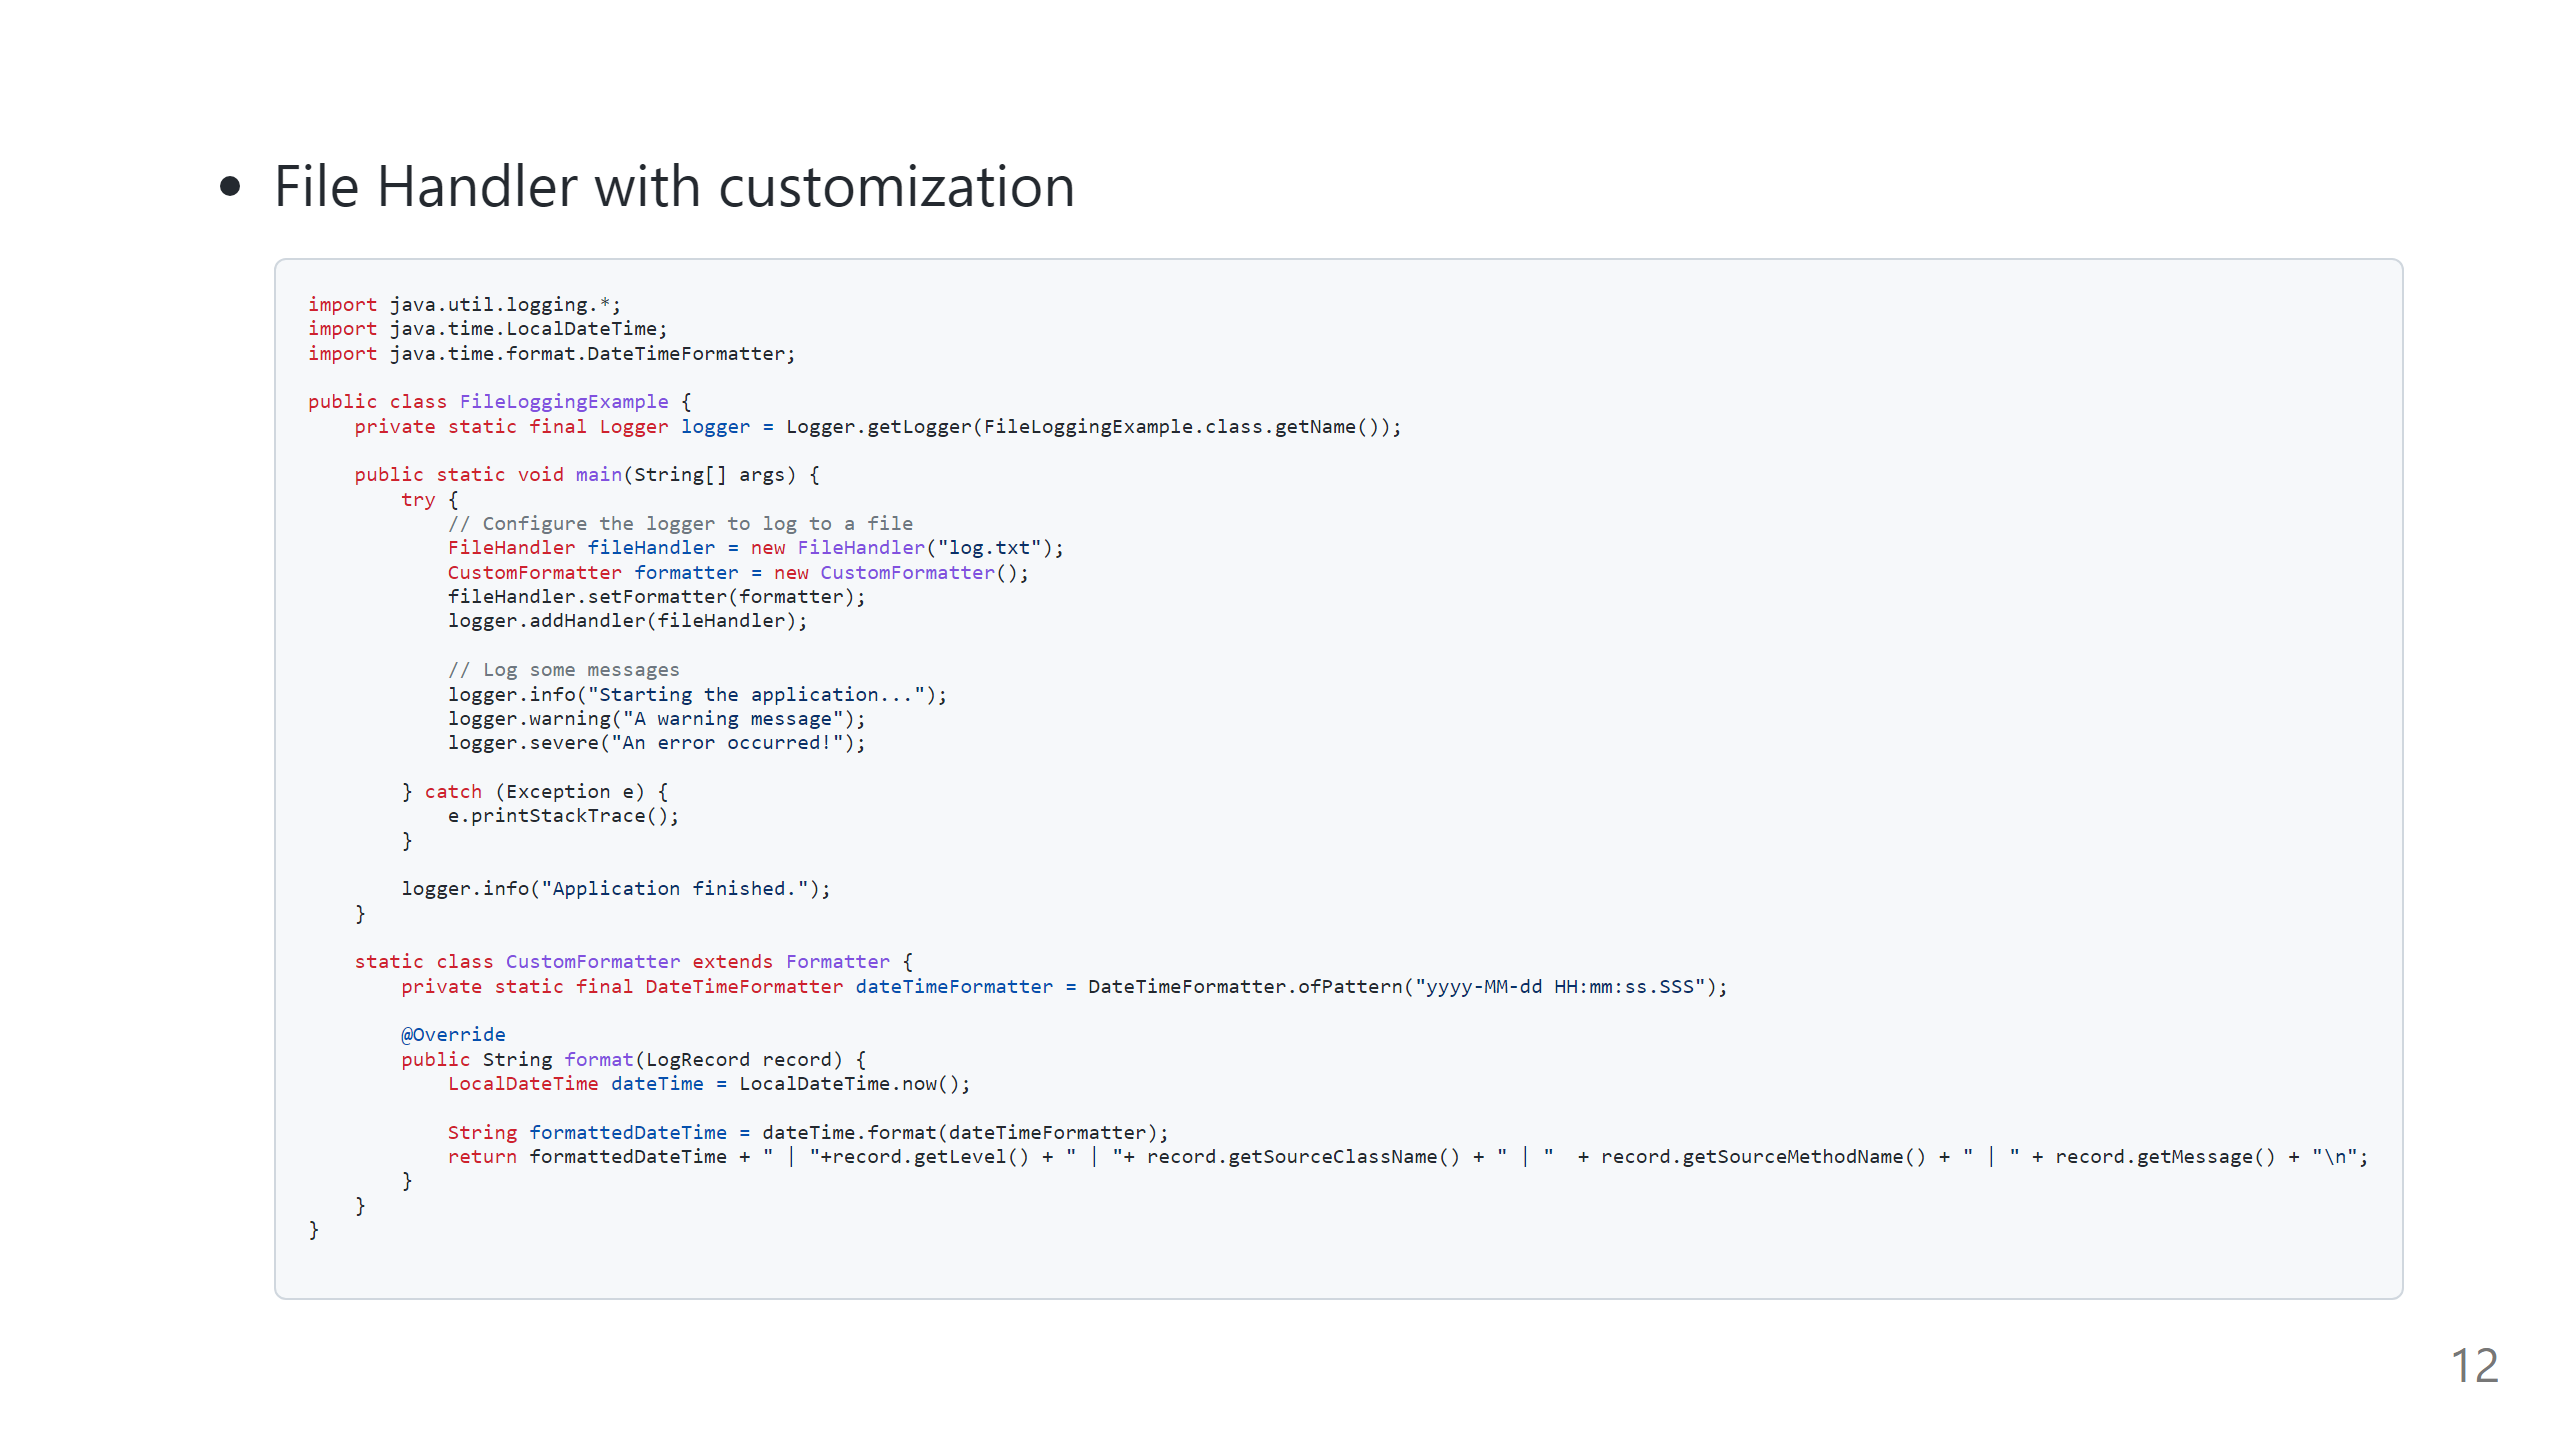 • File Handler with customization
import java.util.logging.*;
import java.time.LocalDateTime;
import java.time.format.DateTimeFormatter;

public class FileLoggingExample {
    private static final Logger logger = Logger.getLogger(FileLoggingExample.class.getName());

    public static void main(String[] args) {
        try {
            // Configure the logger to log to a file
            FileHandler fileHandler = new FileHandler("log.txt");
            CustomFormatter formatter = new CustomFormatter();
            fileHandler.setFormatter(formatter);
            logger.addHandler(fileHandler);

            // Log some messages
            logger.info("Starting the application...");
            logger.warning("A warning message");
            logger.severe("An error occurred!");

        } catch (Exception e) {
            e.printStackTrace();
        }

        logger.info("Application finished.");
    }

    static class CustomFormatter extends Formatter {
        private static final DateTimeFormatter dateTimeFormatter = DateTimeFormatter.ofPattern("yyyy-MM-dd HH:mm:ss.SSS");

        @Override
        public String format(LogRecord record) {
            LocalDateTime dateTime = LocalDateTime.now();

            String formattedDateTime = dateTime.format(dateTimeFormatter);
            return formattedDateTime + " | "+record.getLevel() + " | "+ record.getSourceClassName() + " | "  + record.getSourceMethodName() + " | " + record.getMessage() + "\n";
        }
    }
}
12